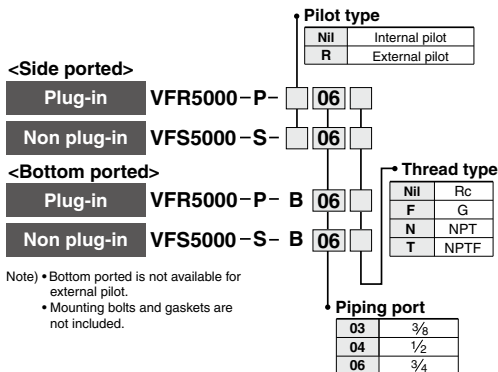 Pilot type
Nil Internal pilot
R External pilot
<Side ported>
Plug-in VFR5000-P- 06
Non plug-in VFS5000-S- 06
<Bottom ported>
Plug-in VFR5000-P- B 06
Non plug-in VFS5000-S- B 06
Thread type
Nil Rc
F G
N NPT
T NPTF
Note) • Bottom ported is not available for
external pilot.
• Mounting bolts and gaskets are
not included.
Piping port
03 3/8
04 1/2
06 3/4